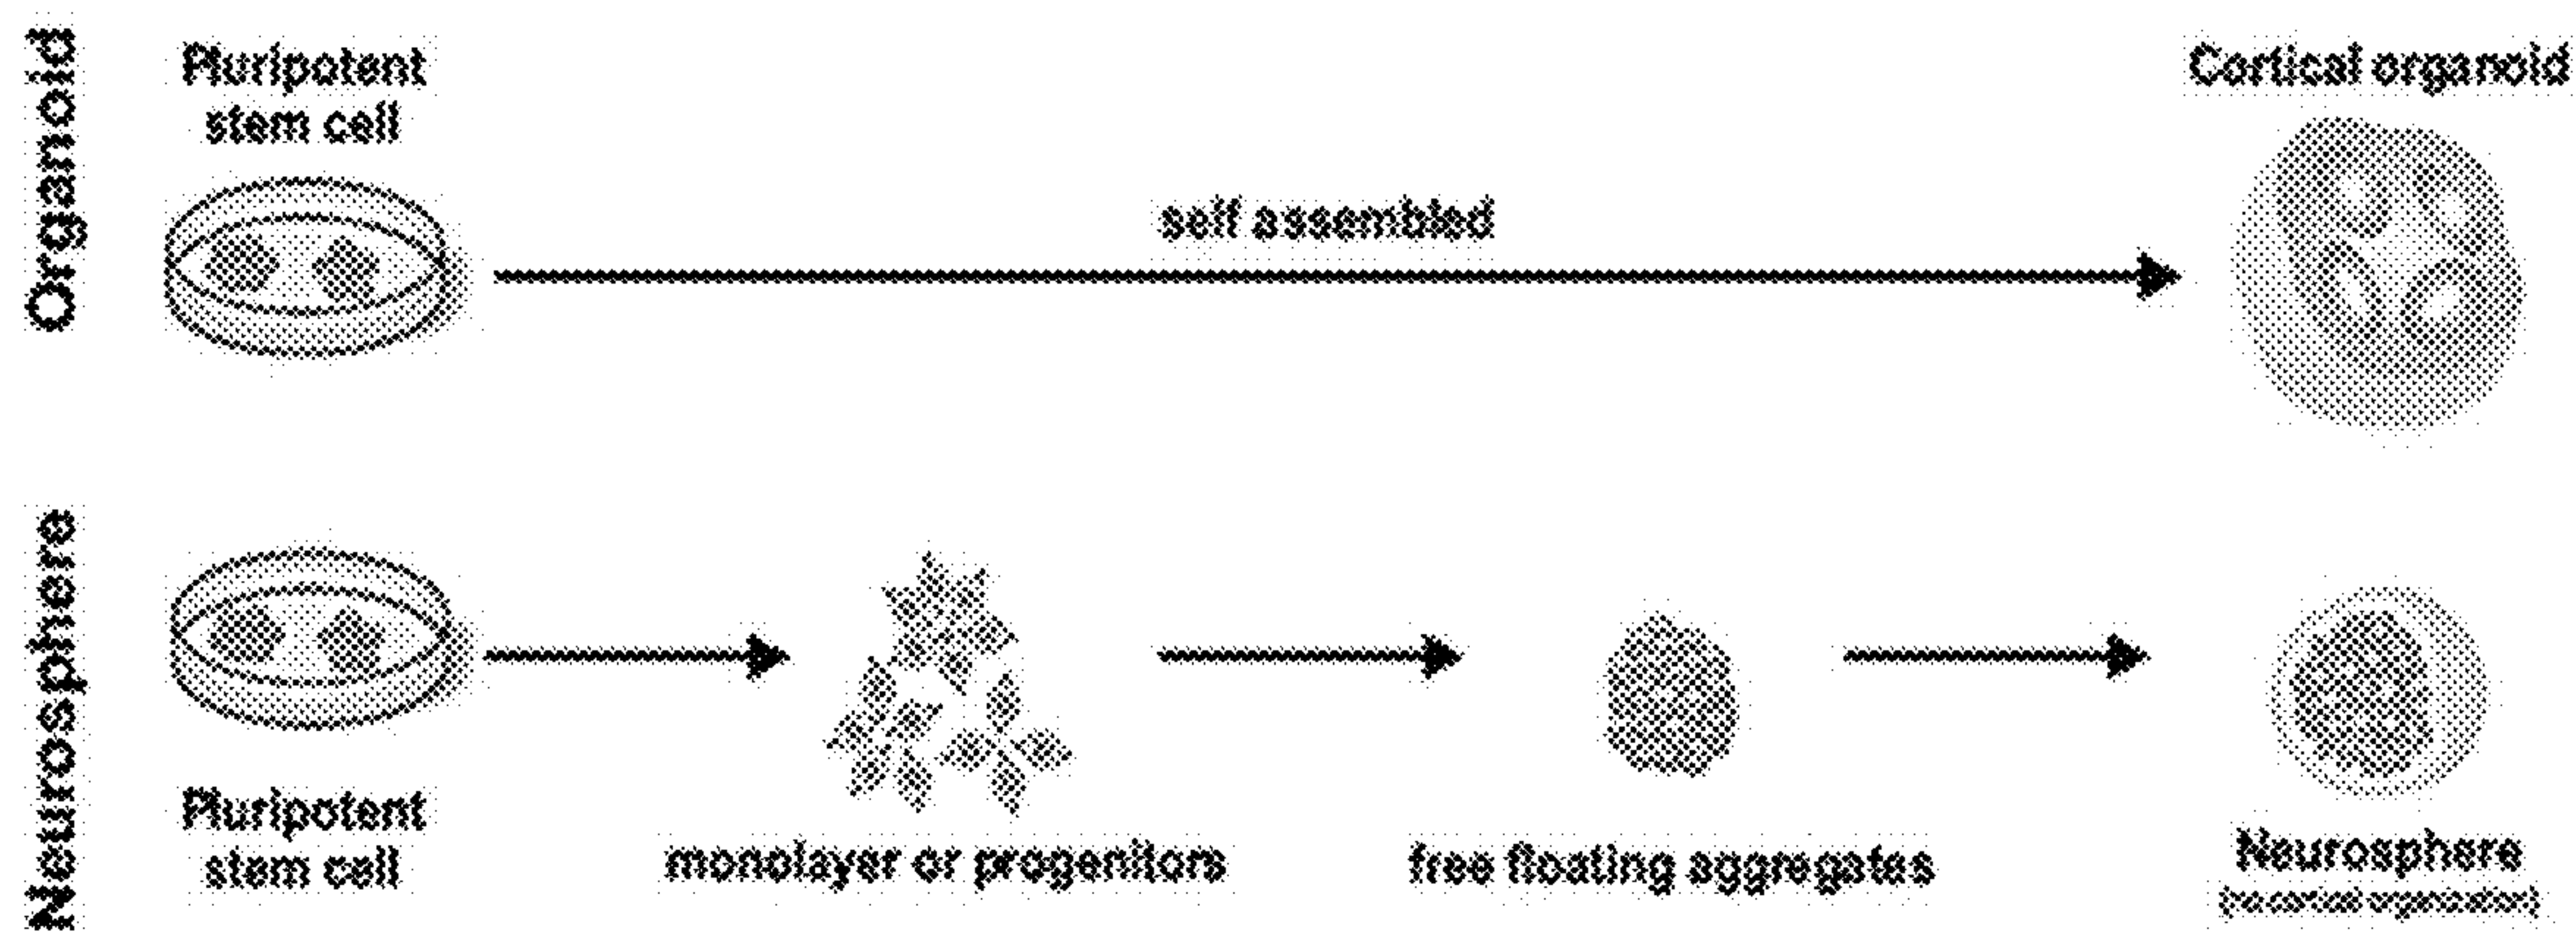 Organoid
Pluripotent
stem cell
self assembled
Cortical organoid
Neurosphere
Pluripotent
stem cell
monolayer or progenitors
free floating aggregates
Neurosphere